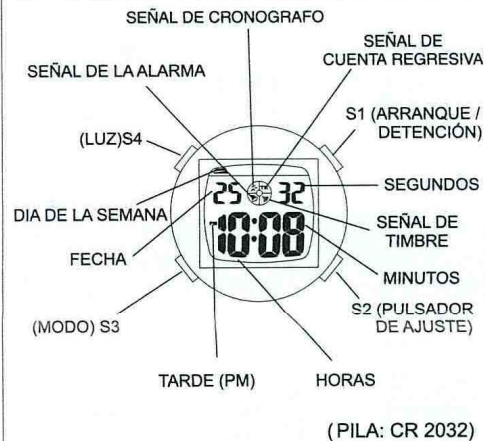 SEÑAL DE CRONOGRAFO
SEÑAL DE
CUENTA REGRESIVA
SEÑAL DE LA ALARMA
S1 (ARRANQUE /
DETENCIÓN)
(LUZ)S4
25 32
SEGUNDOS
DIA DE LA SEMANA
SEÑAL DE
TIMBRE
PM 10:08
FECHA
MINUTOS
(MODO) S3
S2 (PULSADOR
DE AJUSTE)
TARDE (PM)
HORAS
(PILA: CR 2032)